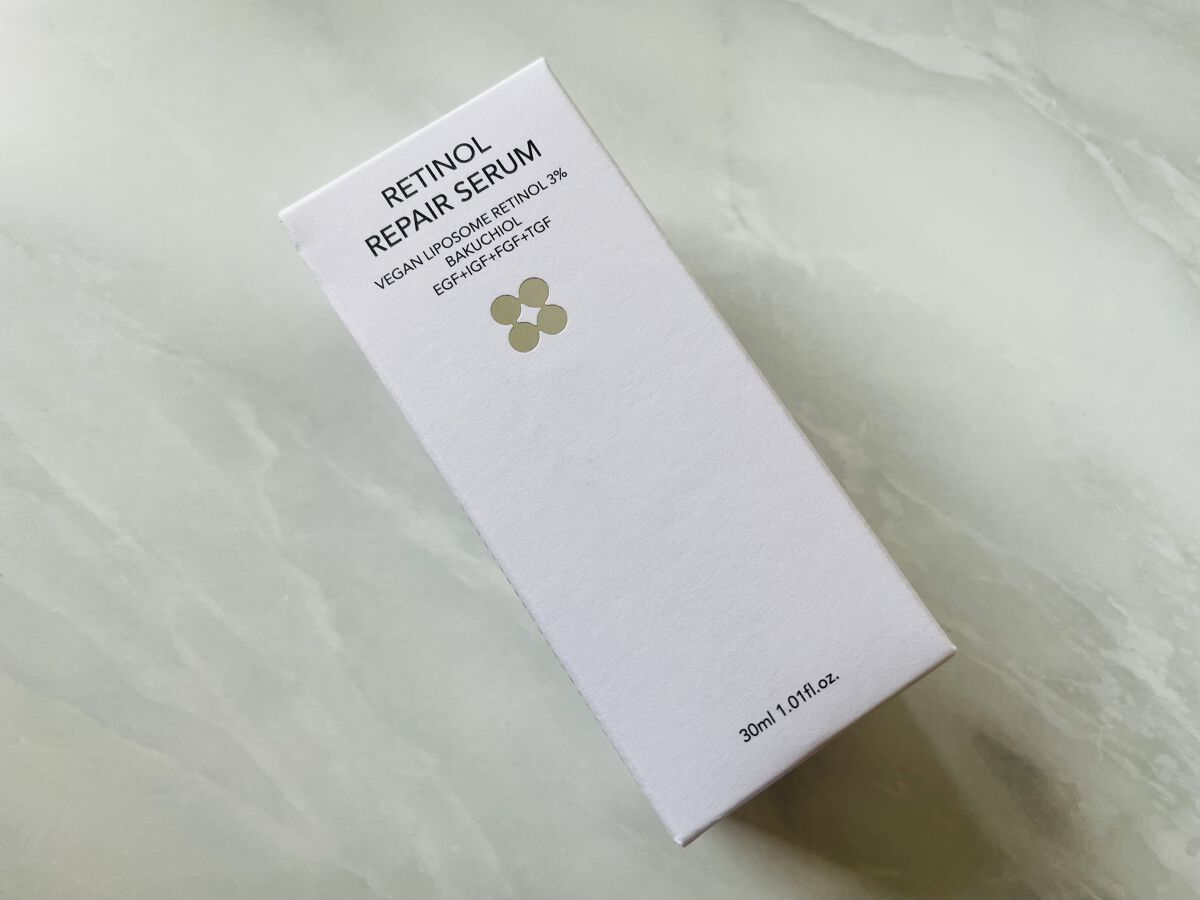 RETINOL
REPAIR SERUM
VEGAN LIPOSOME RETINOL 3%
BAKUCHIOL
EGF+IGF+FGF+TGF
30ml 1.01fl.oz.